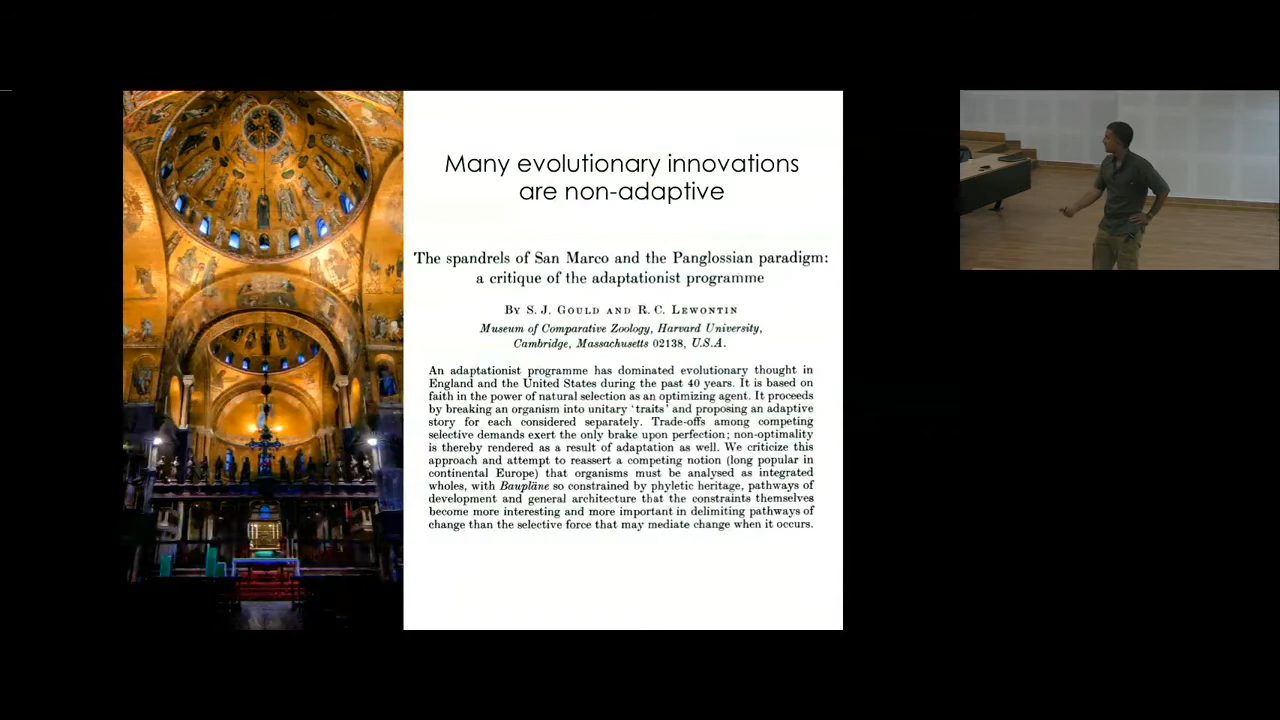 Many evolutionary innovations
are non-adaptive
The spandrels of San Marco and the Panglossian paradigm:
a critique of the adaptationist programme
By S. J. Gould and R. C. Lewontin
Museum of Comparative Zoology, Harvard University,
Cambridge, Massachusetts 02138, U.S.A.
An adaptationist programme has dominated evolutionary thought in
England and the United States during the past 40 years. It is based on
faith in the power of natural selection as an optimizing agent. It proceeds
by breaking an organism into unitary 'traits' and proposing an adaptive
story for each considered separately. Trade-offs among competing
selective demands exert the only brake upon perfection; non-optimality
is thereby rendered as a result of adaptation as well. We criticize this
approach and attempt to reassert a competing notion (long popular in
continental Europe) that organisms must be analysed as integrated
wholes, with Baupläne so constrained by phyletic heritage, pathways of
development and general architecture that the constraints themselves
become more interesting and more important in delimiting pathways of
change than the selective force that may mediate change when it occurs.